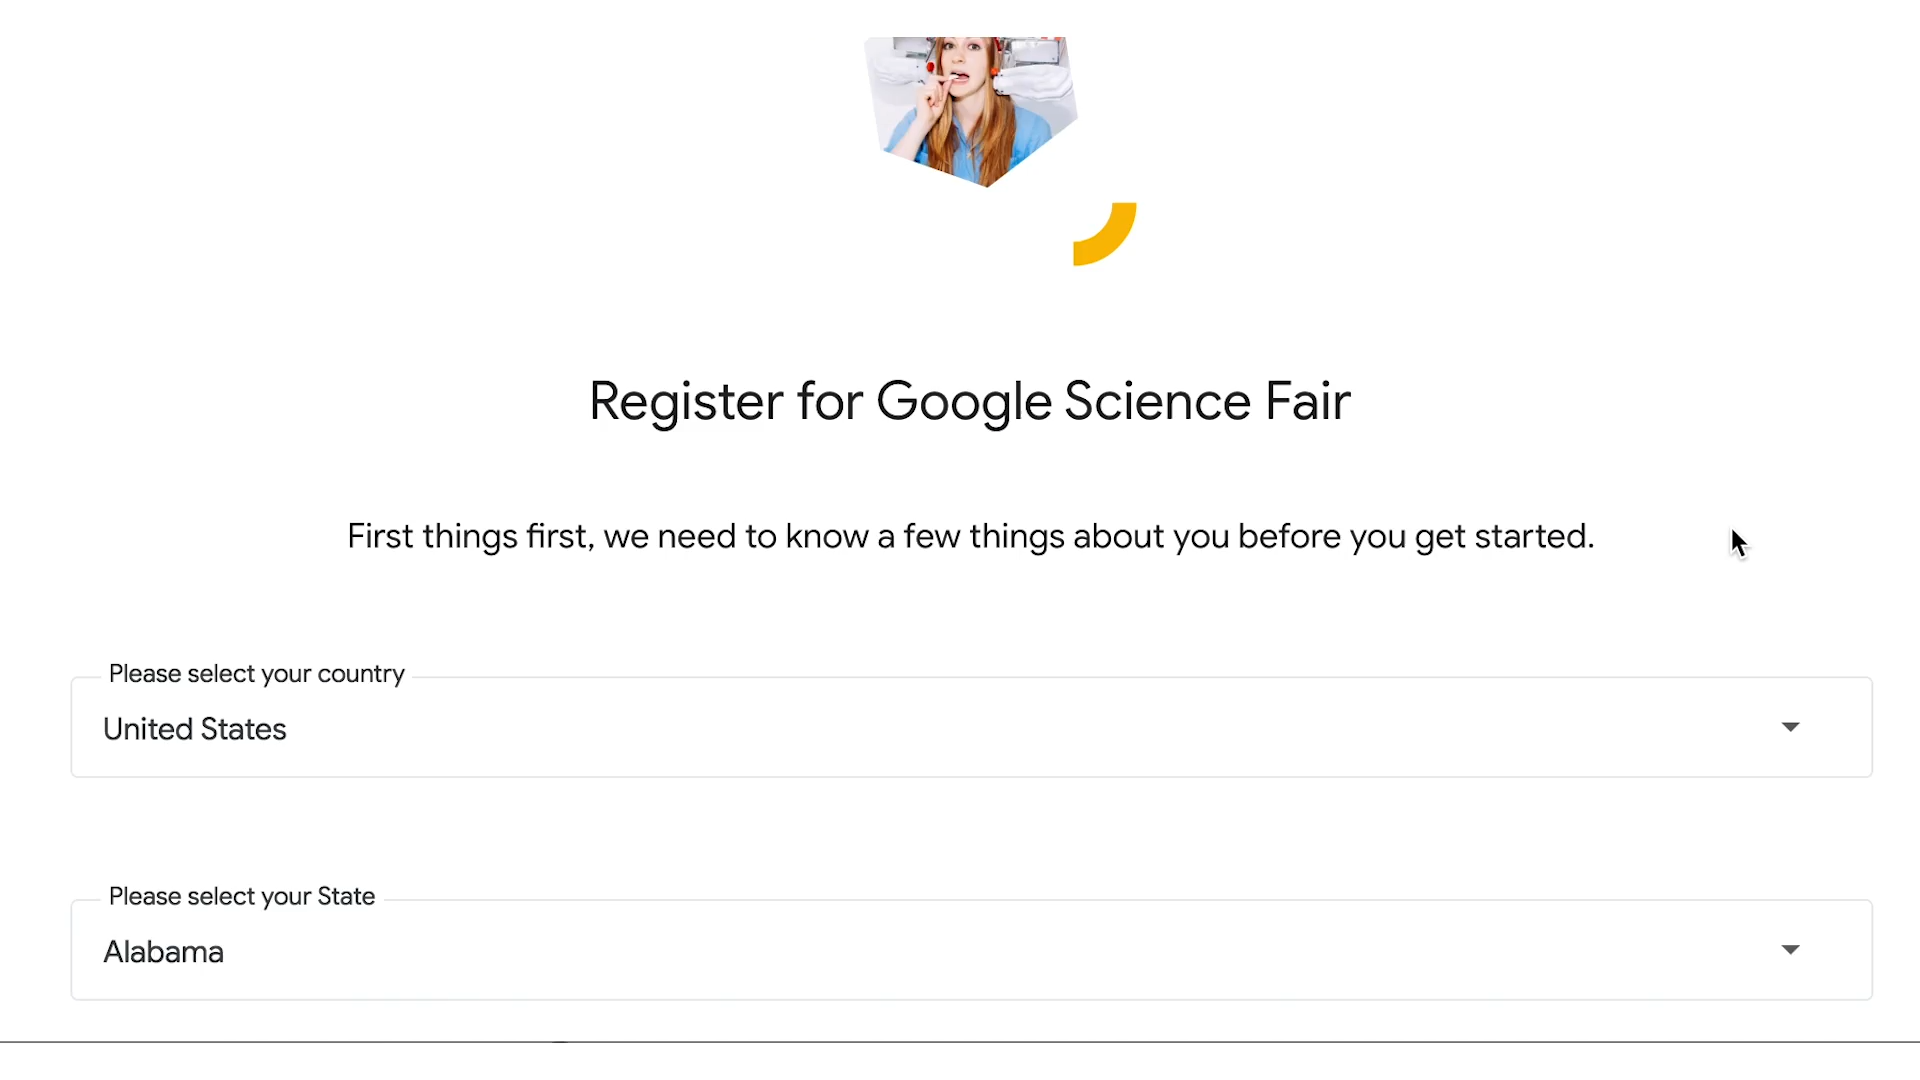 Register for Google Science Fair
First things first, we need to know a few things about you before you get started.
Please select your country
United States
Please select your State
Alabama